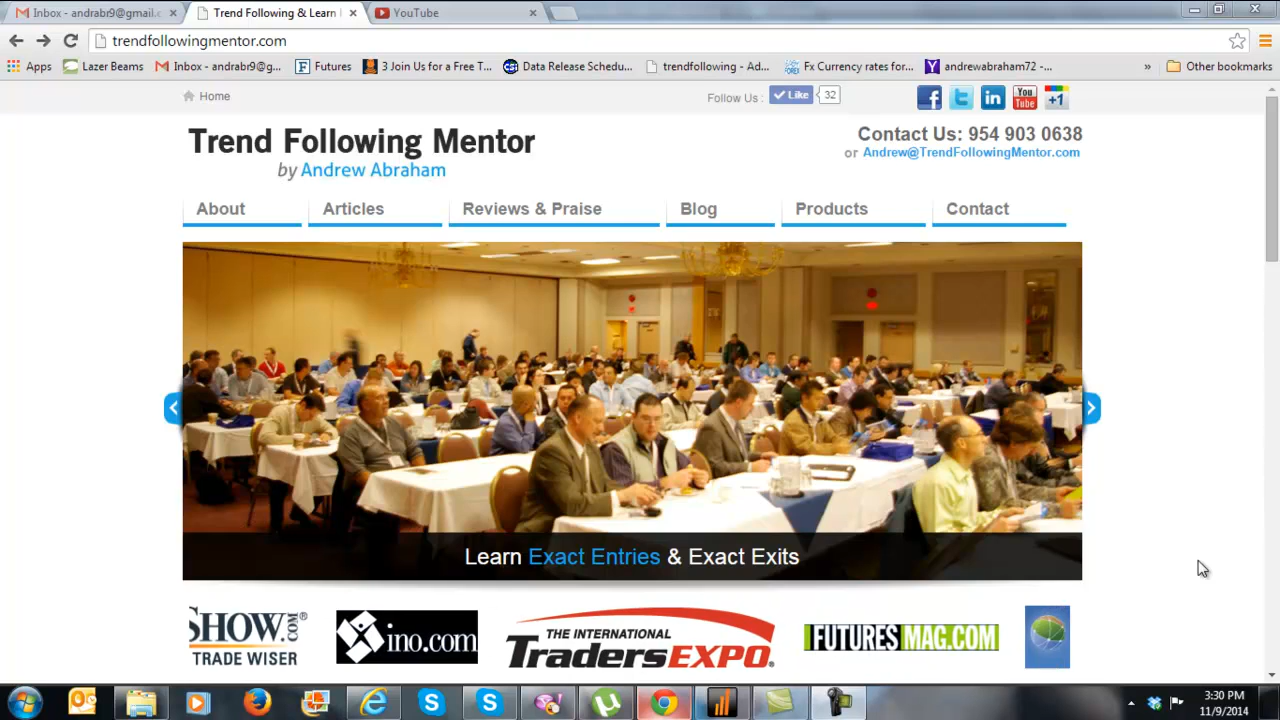 Inbox - andrabr9@gmail.c
Trend Following & Learn
YouTube
trendfollowingmentor.com
Apps
Lazer Beams
Inbox - andrabr9@g...
Futures
3 Join Us for a Free T...
Data Release Schedu...
trendfollowing - Ad...
Fx Currency rates for...
andrewabraham72 -...
»
Other bookmarks
Home
Follow Us :
Like
32
You
Tube
+1
Trend Following Mentor
by Andrew Abraham
Contact Us: 954 903 0638
or Andrew@TrendFollowingMentor.com
About
Articles
Reviews & Praise
Blog
Products
Contact
Learn Exact Entries & Exact Exits
SHOW.COM®
TRADE WISER
ino.com
THE INTERNATIONAL
TradersEXPO®
FUTURESMAG.COM
3:30 PM
11/9/2014